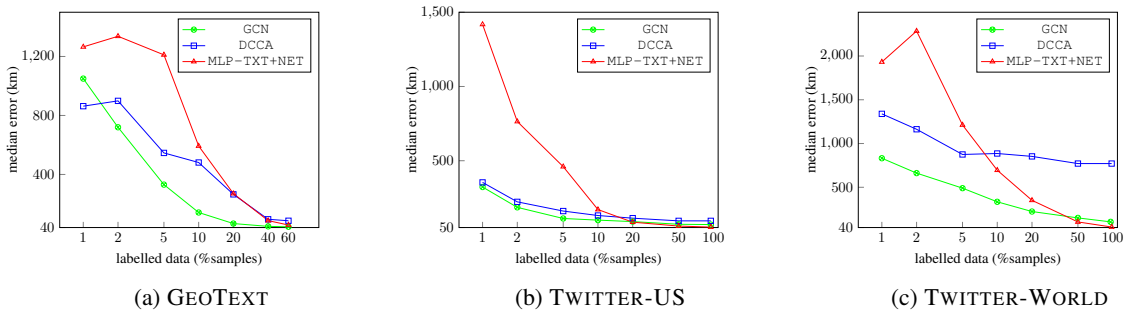 1,200
800
400
40
1 2 5 10 20 40 60
median error (km)
labelled data (%samples)
GCN
DCCA
MLP-TXT+NET
(a) GEOTEXT
1,500
1,000
500
50
1 2 5 10 20 50 100
median error (km)
labelled data (%samples)
GCN
DCCA
MLP-TXT+NET
(b) TWITTER-US
2,000
1,500
1,000
500
40
1 2 5 10 20 50 100
median error (km)
labelled data (%samples)
GCN
DCCA
MLP-TXT+NET
(c) TWITTER-WORLD